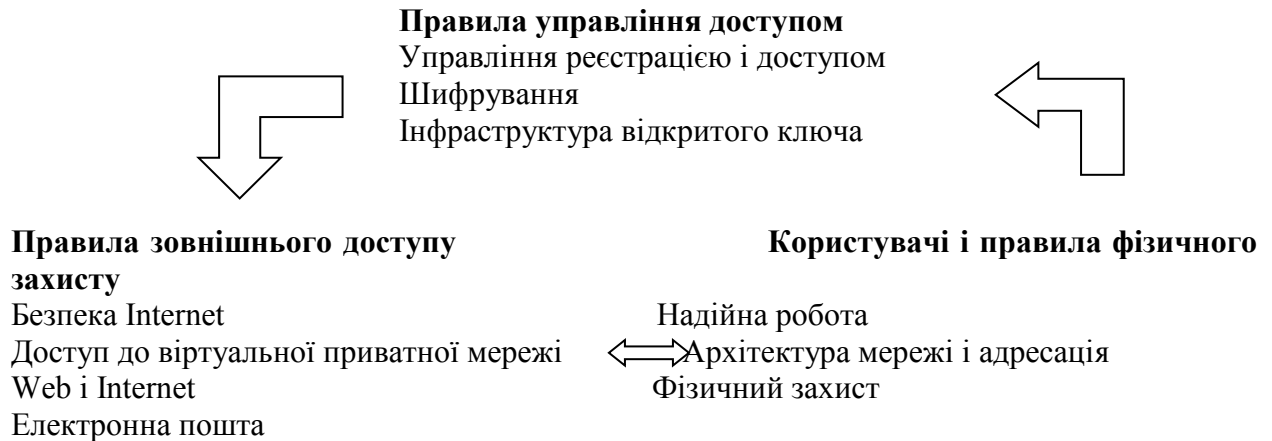 Правила управління доступом
Управління реєстрацією і доступом
Шифрування
Інфраструктура відкритого ключа
Правила зовнішнього доступу Користувачі і правила фізичного
захисту
Безпека Internet Надійна робота
Доступ до віртуальної приватної мережі Архітектура мережі і адресація
Web і Internet Фізичний захист
Електронна пошта